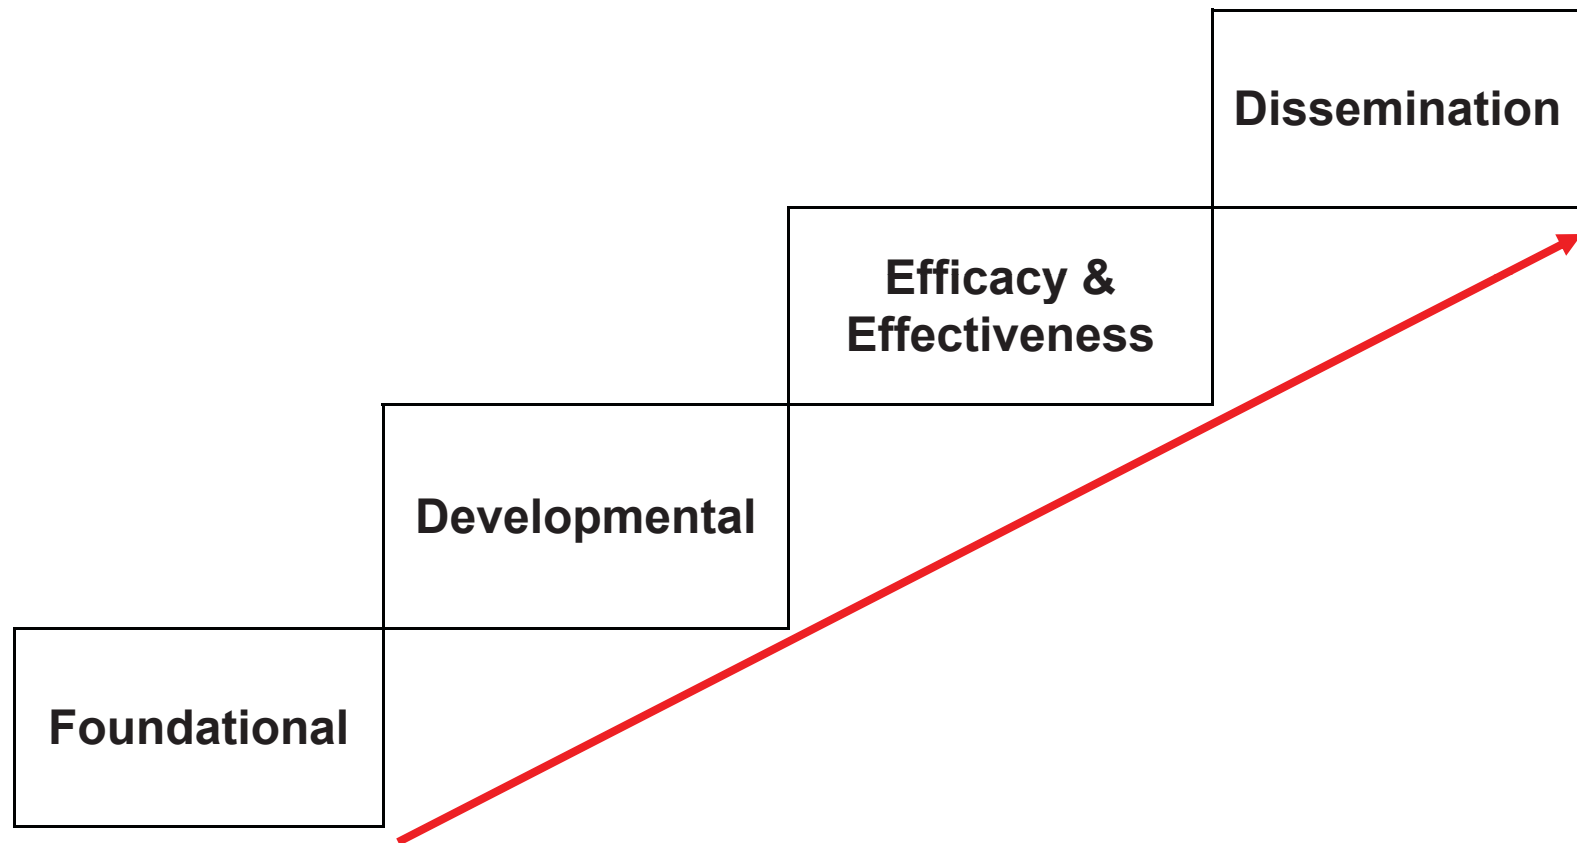 Dissemination
Efficacy &
Effectiveness
Developmental
Foundational